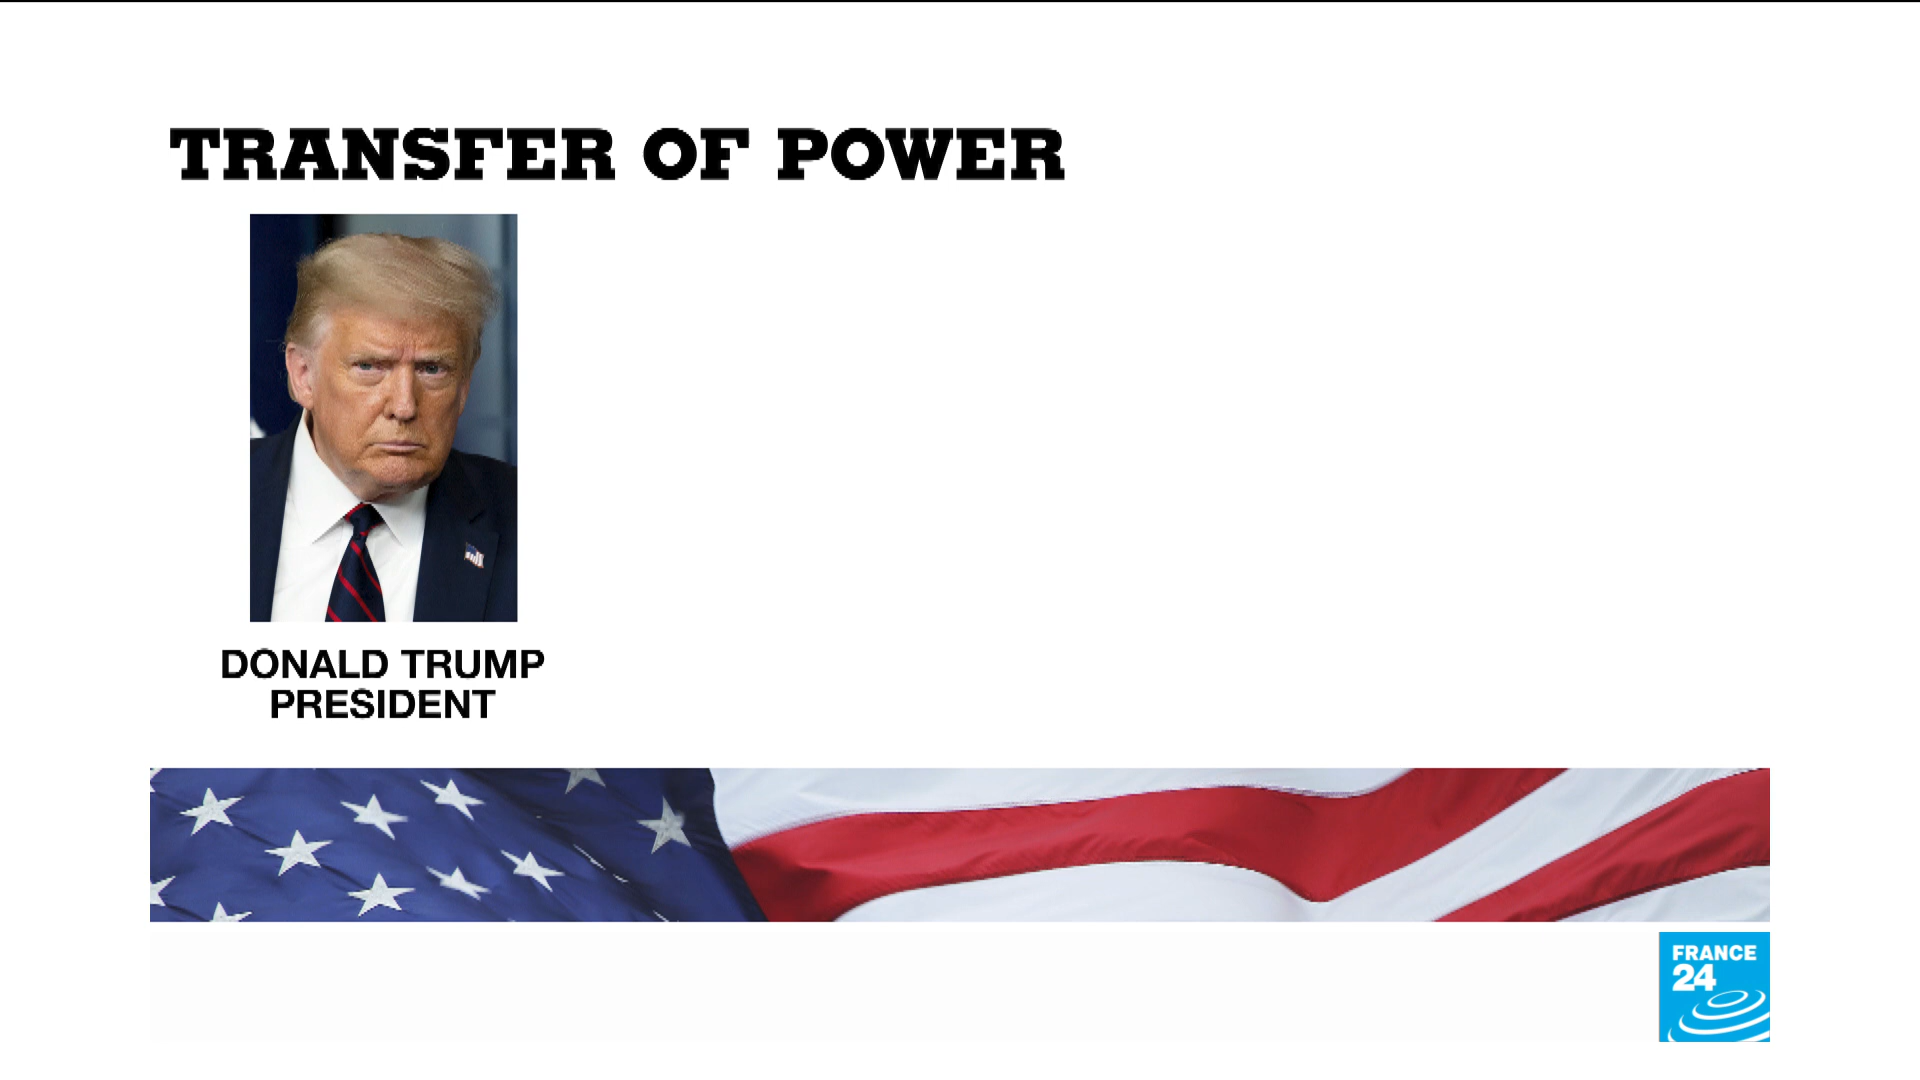 TRANSFER OF POWER
DONALD TRUMP
PRESIDENT
FRANCE
24